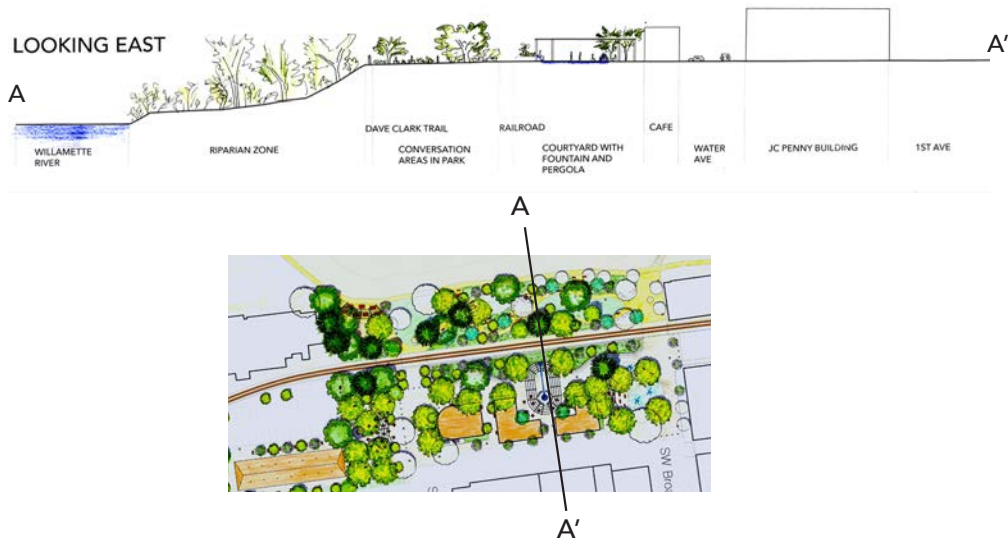 LOOKING EAST
A
A'
DAVE CLARK TRAIL
RAILROAD
CAFE
WILLAMETTE
RIVER
RIPARIAN ZONE
CONVERSATION
AREAS IN PARK
COURTYARD WITH
FOUNTAIN AND
PERGOLA
WATER
AVE
JC PENNY BUILDING
1ST AVE
A
SW Broa
S
A'